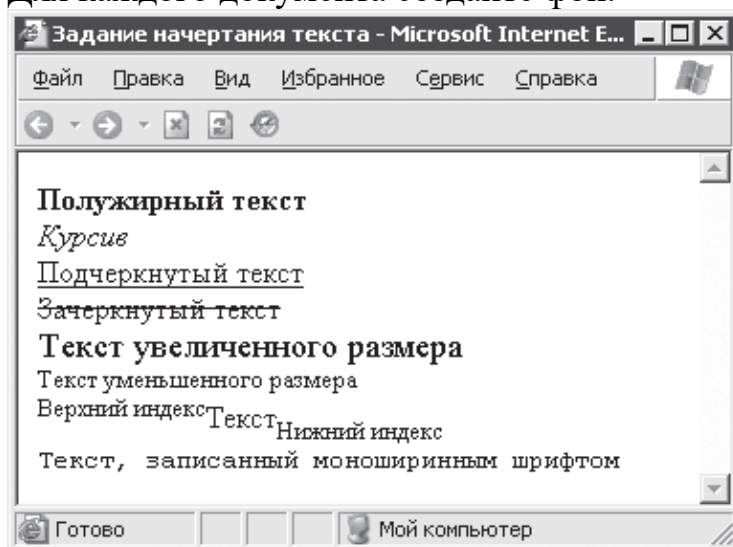 Для каждого документа создайте фон.
Задание начертания текста - Microsoft Internet E...
Файл Правка Вид Избранное Сервис Справка
Полужирный текст
Курсив
Подчеркнутый текст
Зачеркнутый текст
Текст увеличенного размера
Текст уменьшенного размера
Верхний индексТекстНижний индекс
Текст, записанный моноширинным шрифтом
Готово Мой компьютер